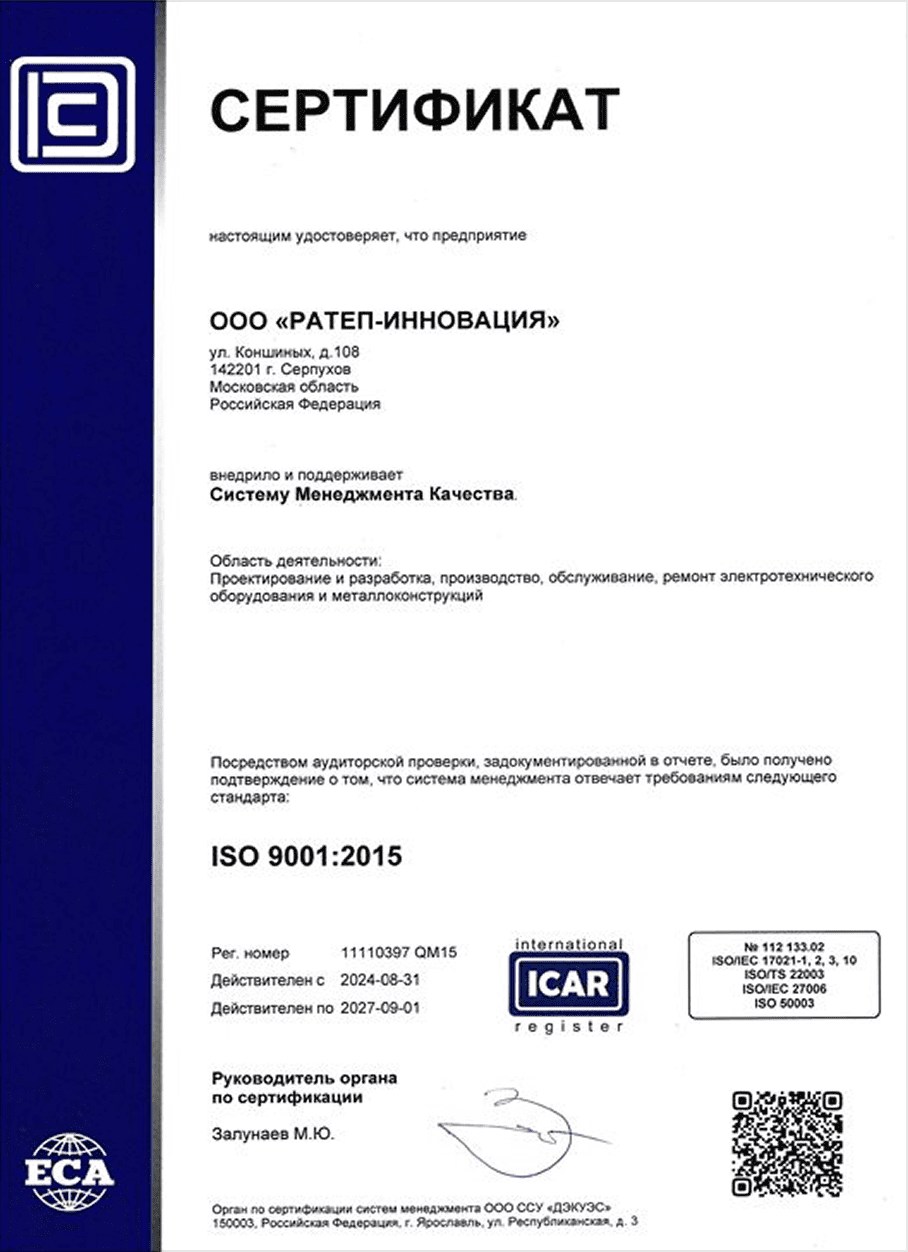 СЕРТИФИКАТ
настоящим удостоверяет, что предприятие
ООО «РАТЕП-ИННОВАЦИЯ»
ул. Коншиных, д.108
142201 г. Серпухов
Московская область
Российская Федерация
внедрило и поддерживает
Систему Менеджмента Качества.
Область деятельности:
Проектирование и разработка, производство, обслуживание, ремонт электротехнического
оборудования и металлоконструкций
Посредством аудиторской проверки, задокументированной в отчете, было получено
подтверждение о том, что система менеджмента отвечает требованиям следующего
стандарта:
ISO 9001:2015
Рег. номер 11110397 QM15
Действителен с 2024-08-31
Действителен по 2027-09-01
international
ICAR
register
№ 112 133.02
ISO/IEC 17021-1, 2, 3, 10
ISO/TS 22003
ISO/IEC 27006
ISO 50003
Руководитель органа
по сертификации
Залунаев М.Ю.
ECA
Орган по сертификации систем менеджмента ООО ССУ «ДЭКУЭС»
150003, Российская Федерация, г. Ярославль, ул. Республиканская, д. 3